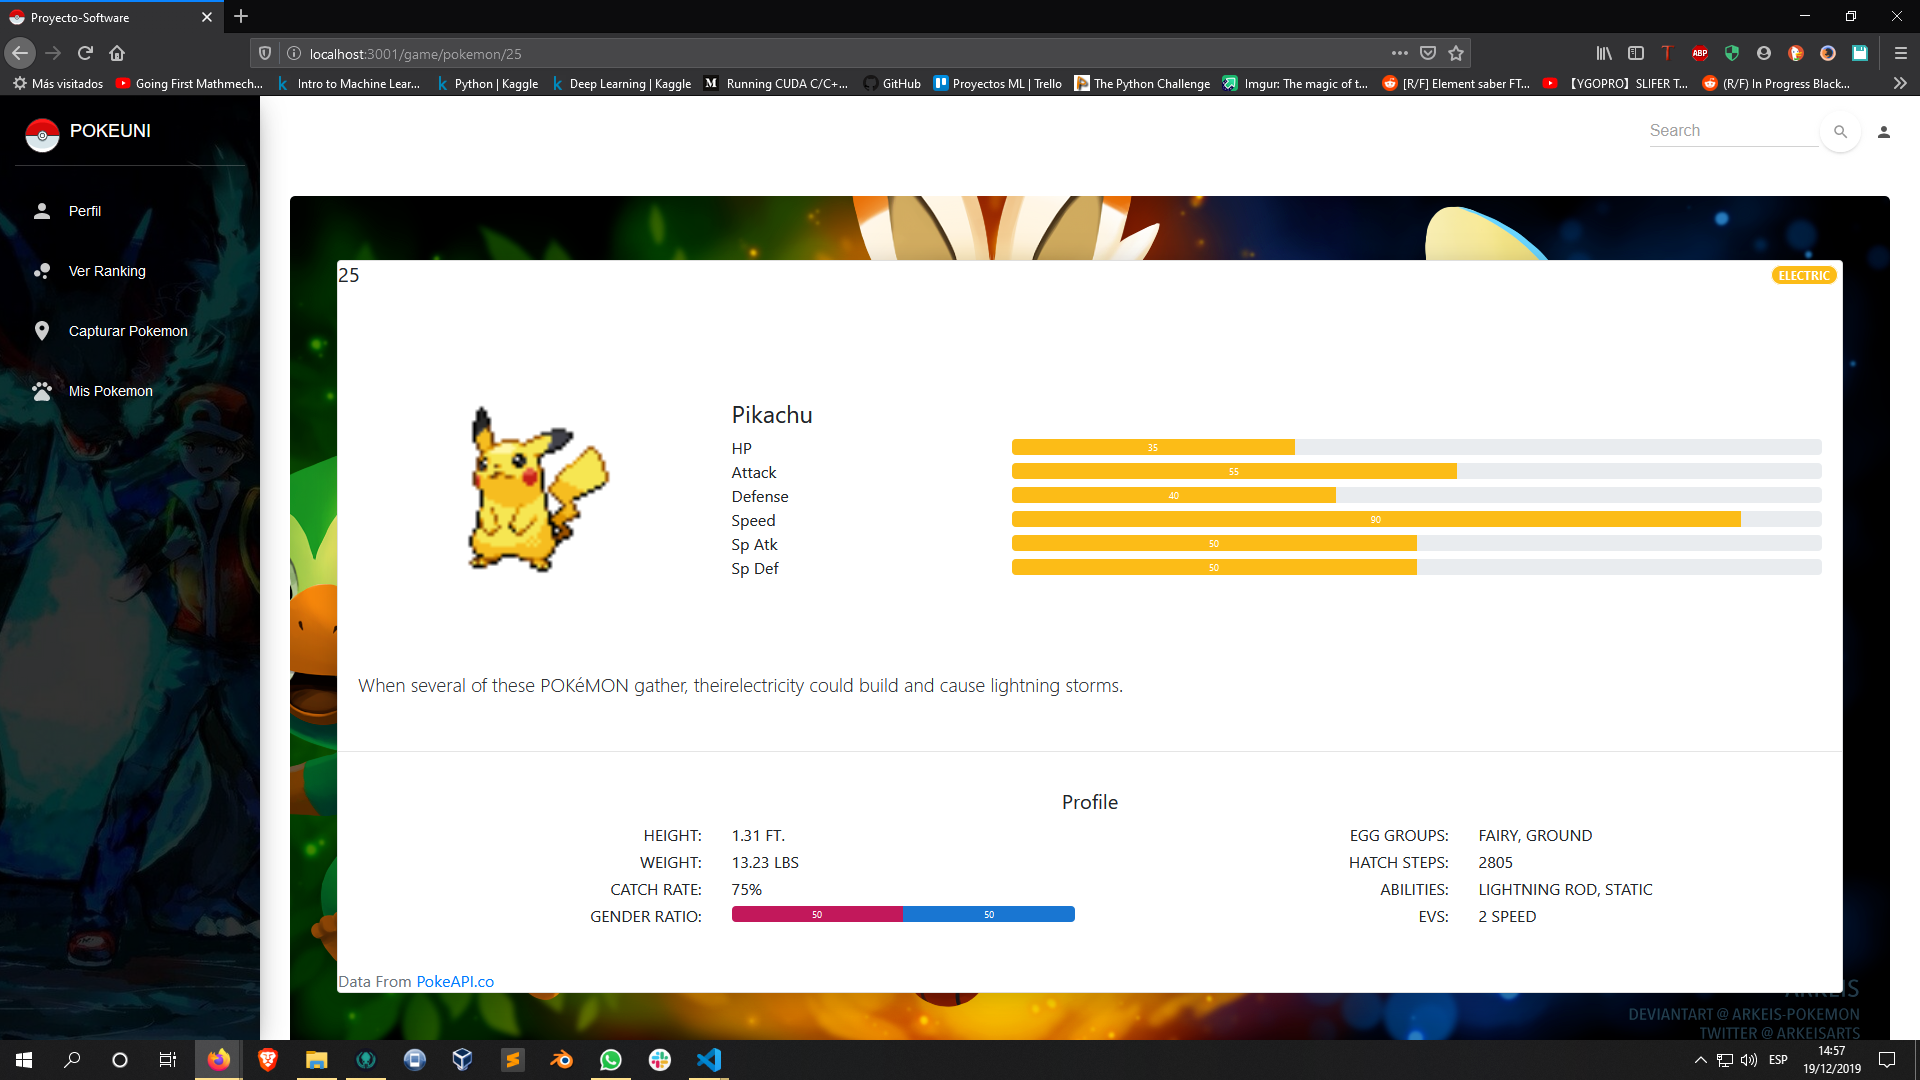 Proyecto-Software
localhost:3001/game/pokemon/25
Más visitados
Going First Mathmech...
Intro to Machine Lear...
Python | Kaggle
Deep Learning | Kaggle
Running CUDA C/C+...
GitHub
Proyectos ML | Trello
The Python Challenge
Imgur: The magic of t...
[R/F] Element saber FT...
【YGOPRO】SLIFER T...
(R/F) In Progress Black...
ABP
POKEUNI
Search
Perfil
Ver Ranking
Capturar Pokemon
Mis Pokemon
25
ELECTRIC
Pikachu
HP 35
Attack 55
Defense 40
Speed 90
Sp Atk 50
Sp Def 50
When several of these POKéMON gather, theirelectricity could build and cause lightning storms.
Profile
HEIGHT: 1.31 FT. EGG GROUPS: FAIRY, GROUND
WEIGHT: 13.23 LBS HATCH STEPS: 2805
CATCH RATE: 75% ABILITIES: LIGHTNING ROD, STATIC
GENDER RATIO: 50 50 EVS: 2 SPEED
Data From PokeAPI.co
ARKEIS
DEVIANTART @ ARKEIS-POKEMON
TWITTER @ ARKEISARTS
ESP
14:57
19/12/2019